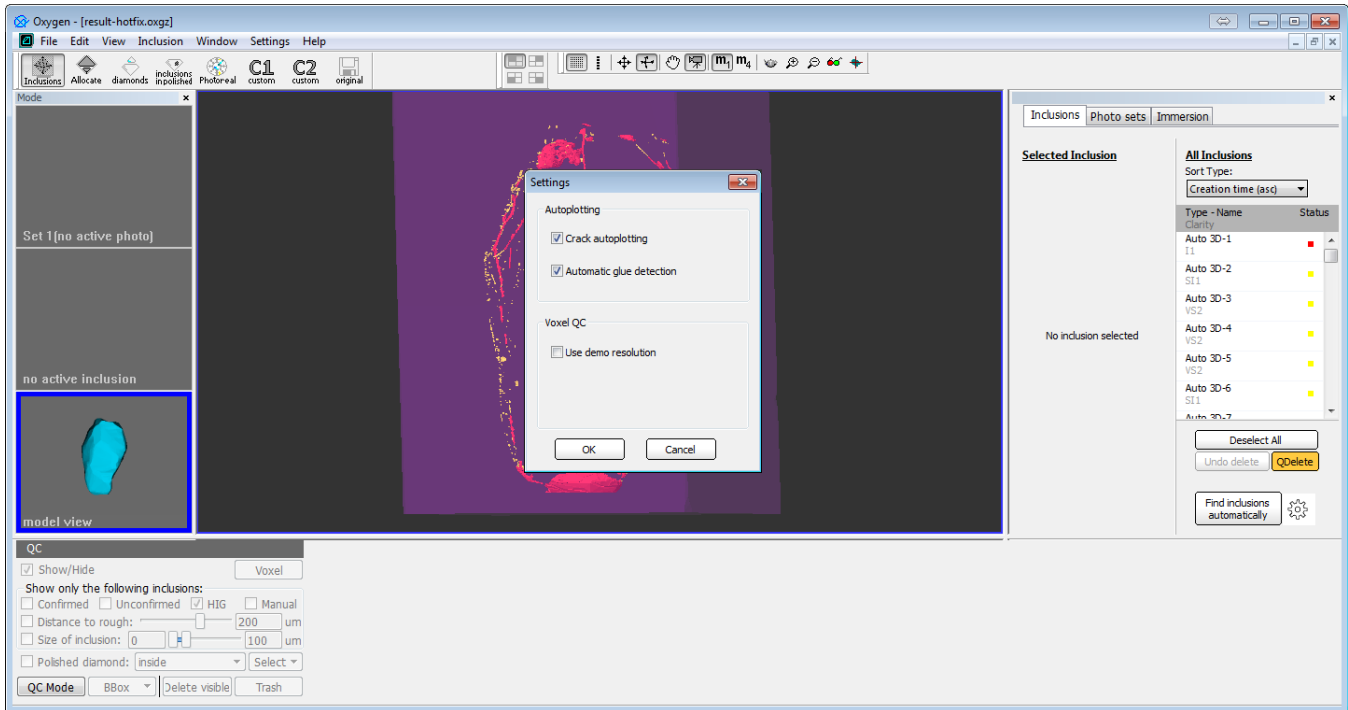 Oxygen - [result-hotfix.oxgz]
File Edit View Inclusion Window Settings Help
Inclusions
Allocate
diamonds
inclusions
inpolished
Photoreal
C1
custom
C2
custom
original
m1 m4
Mode
Set 1[no active photo]
no active inclusion
model view
Settings
Autoplotting
Crack autoplotting
Automatic glue detection
Voxel QC
Use demo resolution
OK Cancel
Inclusions Photo sets Immersion
Selected Inclusion
No inclusion selected
All Inclusions
Sort Type:
Creation time (asc)
Type - Name Status
Clarity
Auto 3D-1
I1
Auto 3D-2
SI1
Auto 3D-3
VS2
Auto 3D-4
VS2
Auto 3D-5
VS2
Auto 3D-6
SI1
Auto 3D-7
Deselect All
Undo delete QDelete
Find inclusions
automatically
QC
Show/Hide Voxel
Show only the following inclusions:
Confirmed Unconfirmed HIG Manual
Distance to rough: 200 um
Size of inclusion: 0 100 um
Polished diamond: inside Select
QC Mode BBox Delete visible Trash